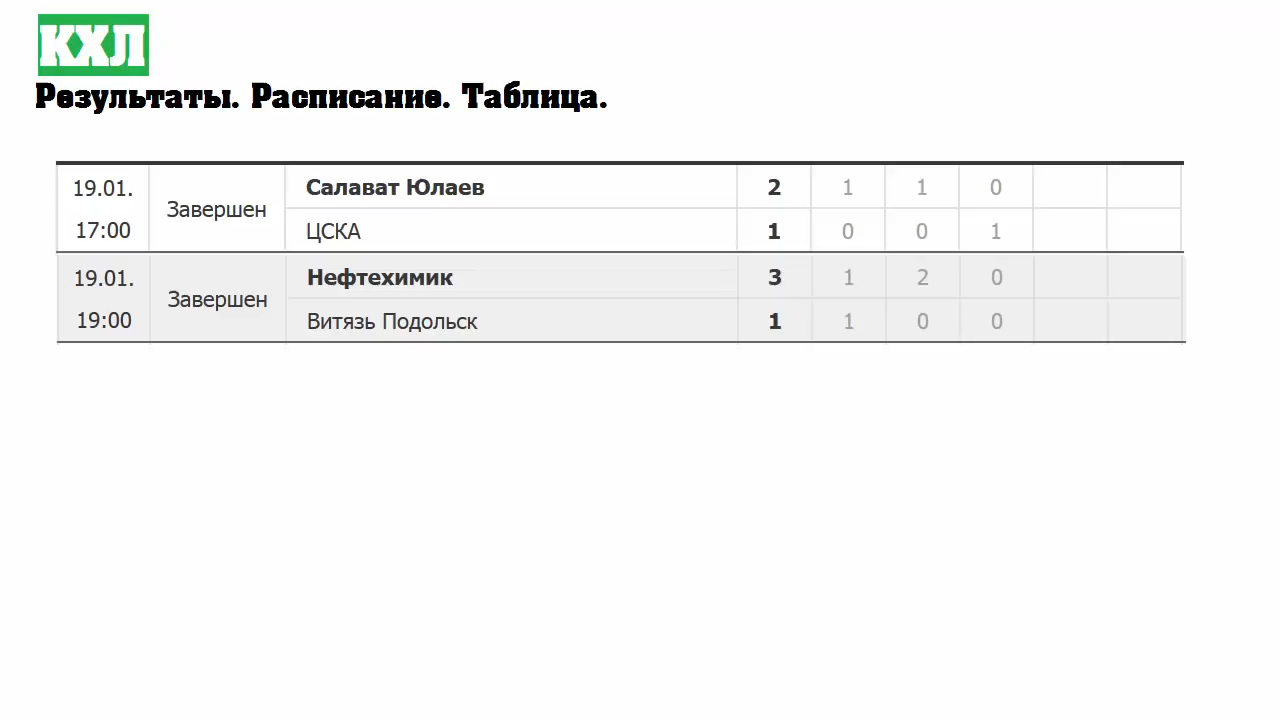 КХЛ
Результаты. Расписание. Таблица.
19.01. Салават Юлаев 2 1 1 0
Завершен
17:00 ЦСКА 1 0 0 1
19.01. Нефтехимик 3 1 2 0
Завершен
19:00 Витязь Подольск 1 1 0 0